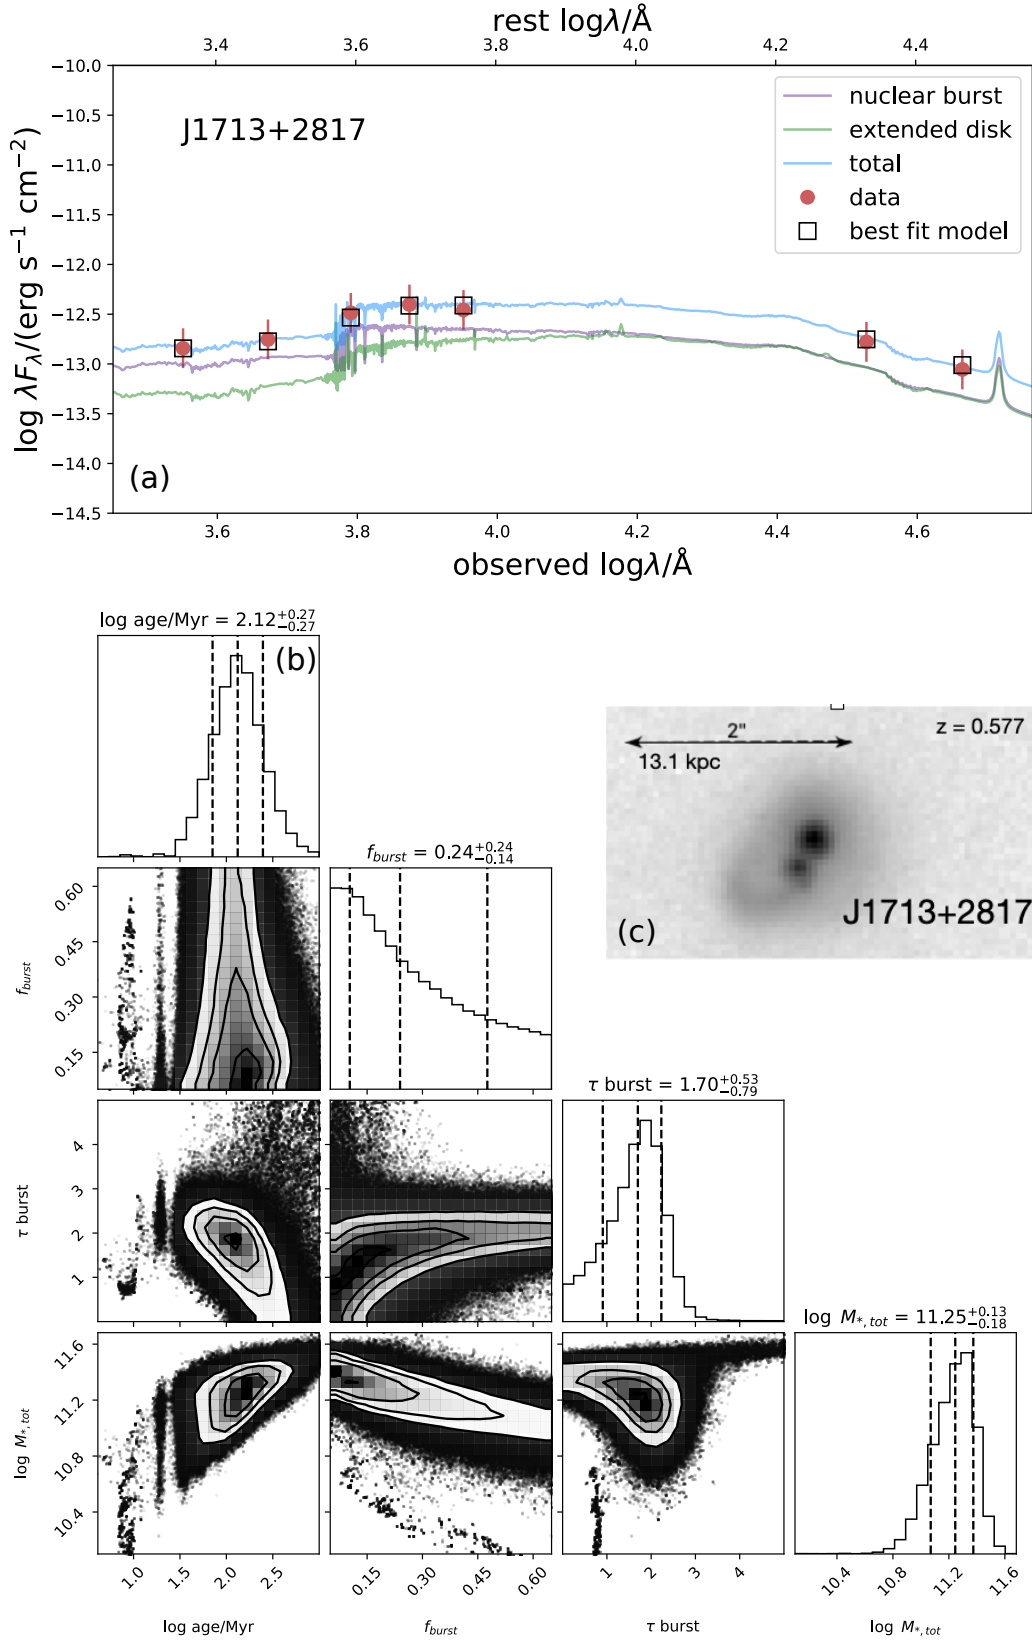 rest logλ/Å
3.4 3.6 3.8 4.0 4.2 4.4
−10.0
−10.5
−11.0
−11.5
−12.0
−12.5
−13.0
−13.5
−14.0
−14.5
log λFλ/(erg s⁻¹ cm⁻²)
J1713+2817
nuclear burst
extended disk
total
data
best fit model
(a)
3.6 3.8 4.0 4.2 4.4 4.6
observed logλ/Å
log age/Myr = 2.12+0.27−0.27
(b)
2"
z = 0.577
13.1 kpc
J1713+2817
(c)
fburst = 0.24+0.24−0.14
0.60
0.45
0.30
0.15
fburst
τ burst = 1.70+0.53−0.79
4
3
2
1
τ burst
log M*,tot = 11.25+0.13−0.18
11.6
11.2
10.8
10.4
log M*,tot
1.0 1.5 2.0 2.5
0.15 0.30 0.45 0.60
1 2 3 4
10.4 10.8 11.2 11.6
log age/Myr
fburst
τ burst
log M*,tot